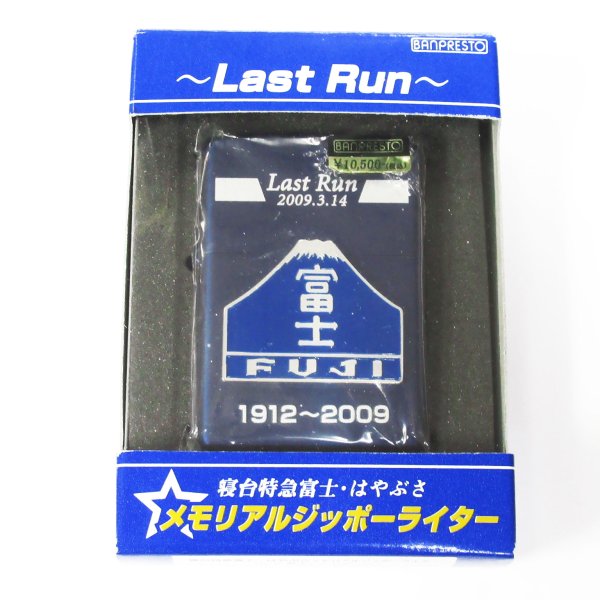 BANPRESTO
～Last Run～
BANPRESTO
¥10,500-(税込)
Last Run
2009.3.14
富士
FUJI
1912～2009
寝台特急富士・はやぶさ
メモリアルジッポーライター